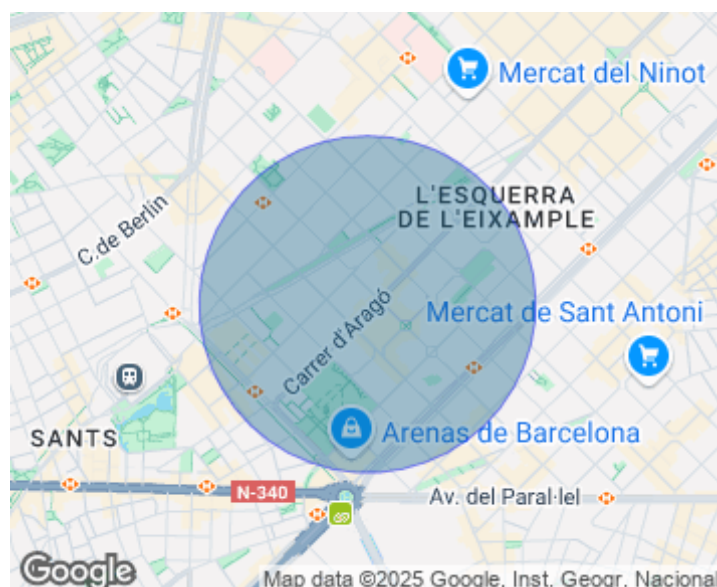 Mercat del Ninot
L'ESQUERRA
DE L'EIXAMPLE
C. de Berlin
Carrer d'Aragó
Mercat de Sant Antoni
SANTS
Arenas de Barcelona
N-340
Av. del Paral·lel
Google
Map data ©2025 Google, Inst. Geogr. Nacional